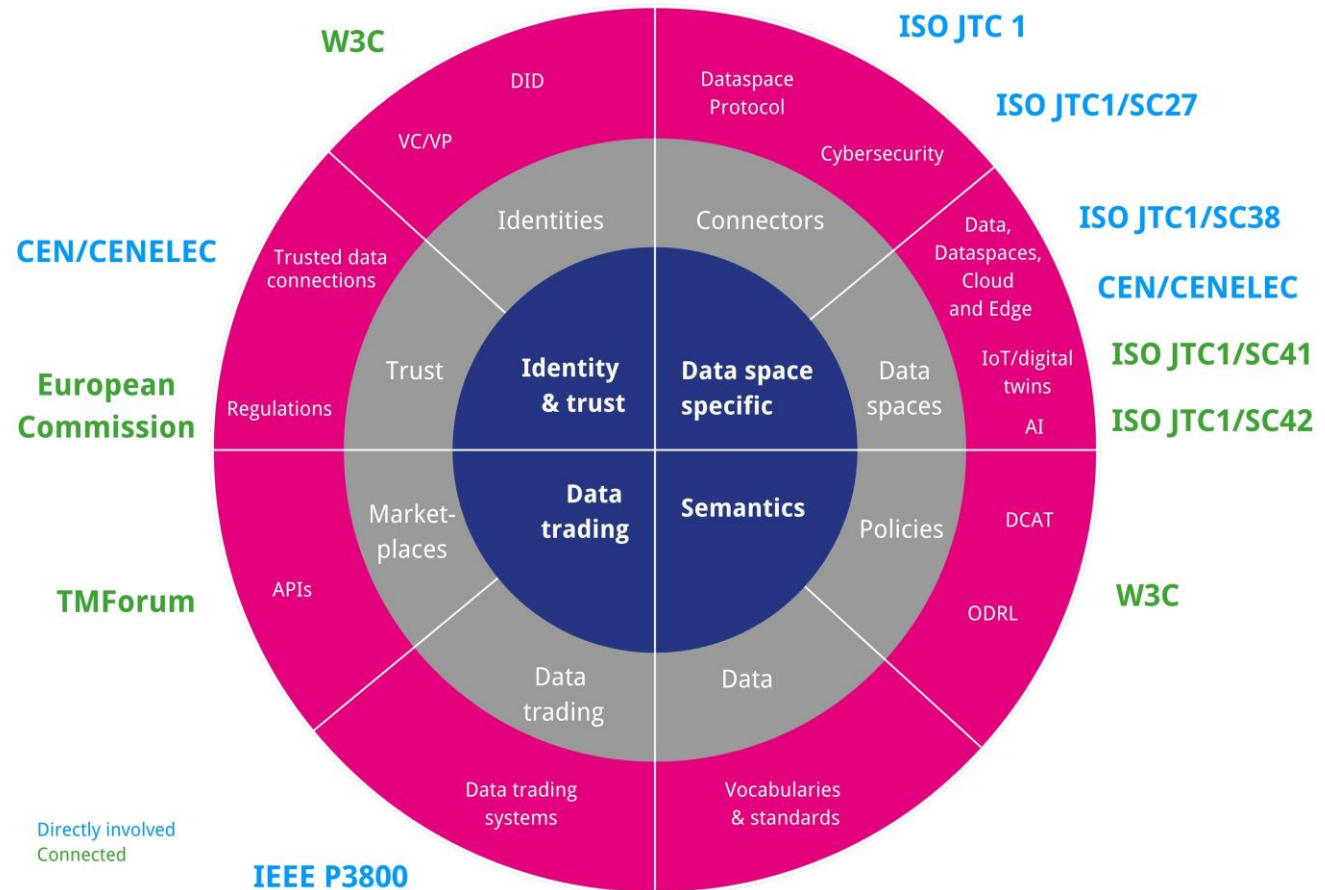 W3C
ISO JTC 1
DID
Dataspace
Protocol
ISO JTC1/SC27
VC/VP
Cybersecurity
Identities
Connectors
ISO JTC1/SC38
CEN/CENELEC
Trusted data
connections
Data,
Dataspaces,
Cloud
and Edge
CEN/CENELEC
Trust
Identity
& trust
Data space
specific
Data
spaces
IoT/digital
twins
ISO JTC1/SC41
European
Commission
Regulations
AI
ISO JTC1/SC42
Market-
places
Data
trading
Semantics
Policies
DCAT
TMForum
APIs
ODRL
W3C
Data
trading
Data
Data trading
systems
Vocabularies
& standards
Directly involved
Connected
IEEE P3800